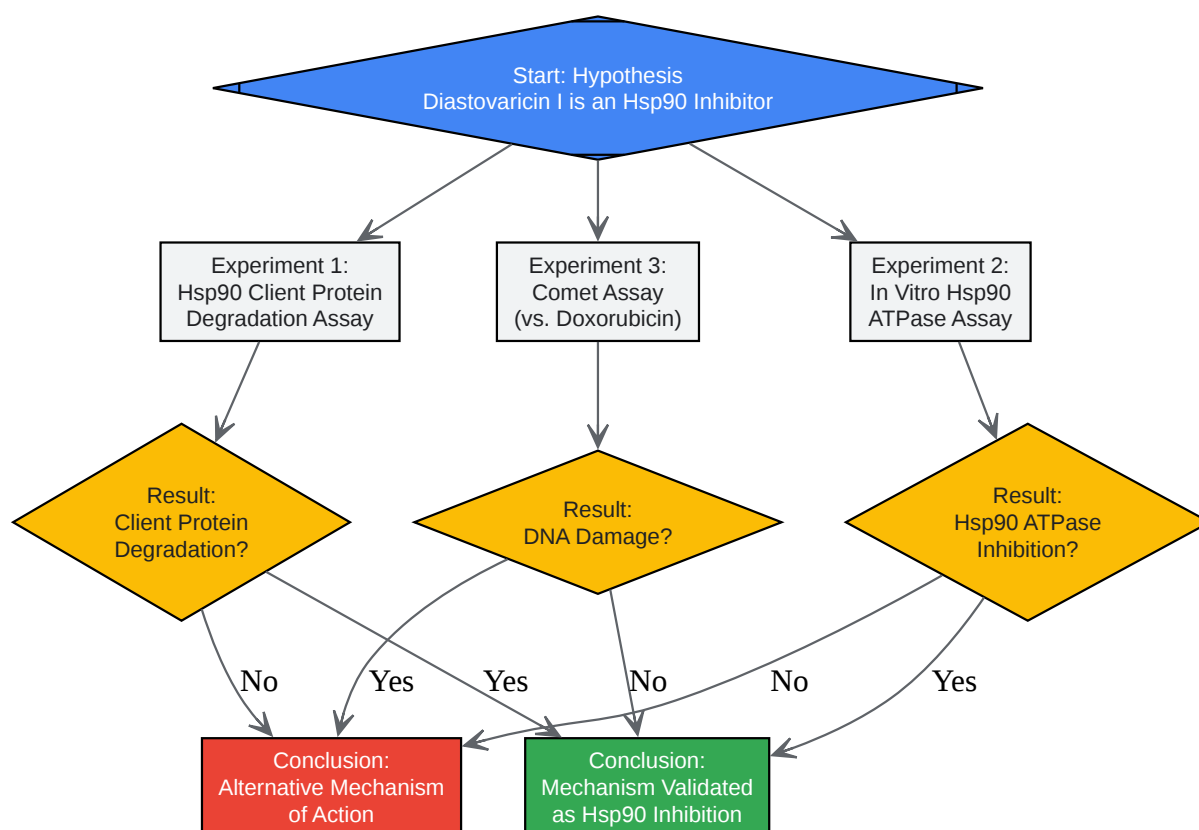 Start: Hypothesis
Diastovaricin I is an Hsp90 Inhibitor
Experiment 1:
Hsp90 Client Protein
Degradation Assay
Experiment 3:
Comet Assay
(vs. Doxorubicin)
Experiment 2:
In Vitro Hsp90
ATPase Assay
Result:
Client Protein
Degradation?
Result:
DNA Damage?
Result:
Hsp90 ATPase
Inhibition?
No
Yes
Yes
No
No
Yes
Conclusion:
Alternative Mechanism
of Action
Conclusion:
Mechanism Validated
as Hsp90 Inhibition